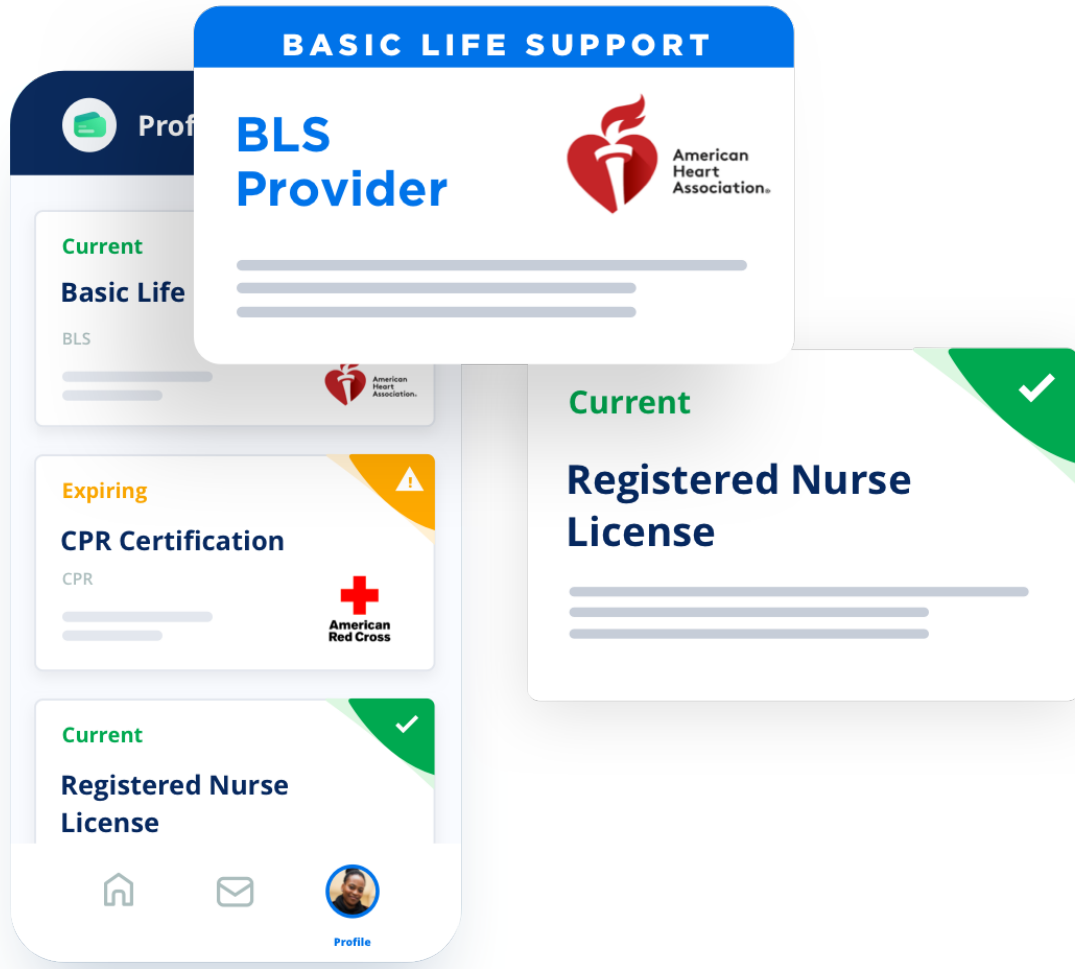 BASIC LIFE SUPPORT
BLS
Provider
American
Heart
Association®
Prof
Current
Basic Life
BLS
American
Heart
Association®
Expiring
CPR Certification
CPR
American
Red Cross
Current
Registered Nurse
License
Profile
Current
Registered Nurse
License